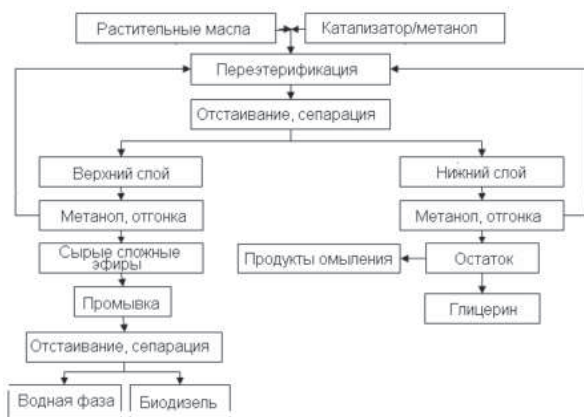 Растительные масла
Катализатор/метанол
Переэтерификация
Отстаивание, сепарация
Верхний слой
Нижний слой
Метанол, отгонка
Метанол, отгонка
Сырые сложные
эфиры
Продукты омыления
Остаток
Промывка
Глицерин
Отстаивание, сепарация
Водная фаза
Биодизель